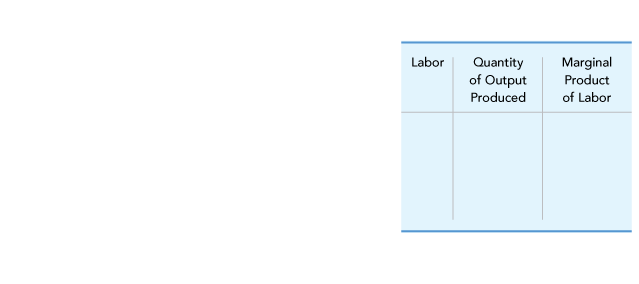 Labor
Quantity
of Output
Produced
Marginal
Product
of Labor